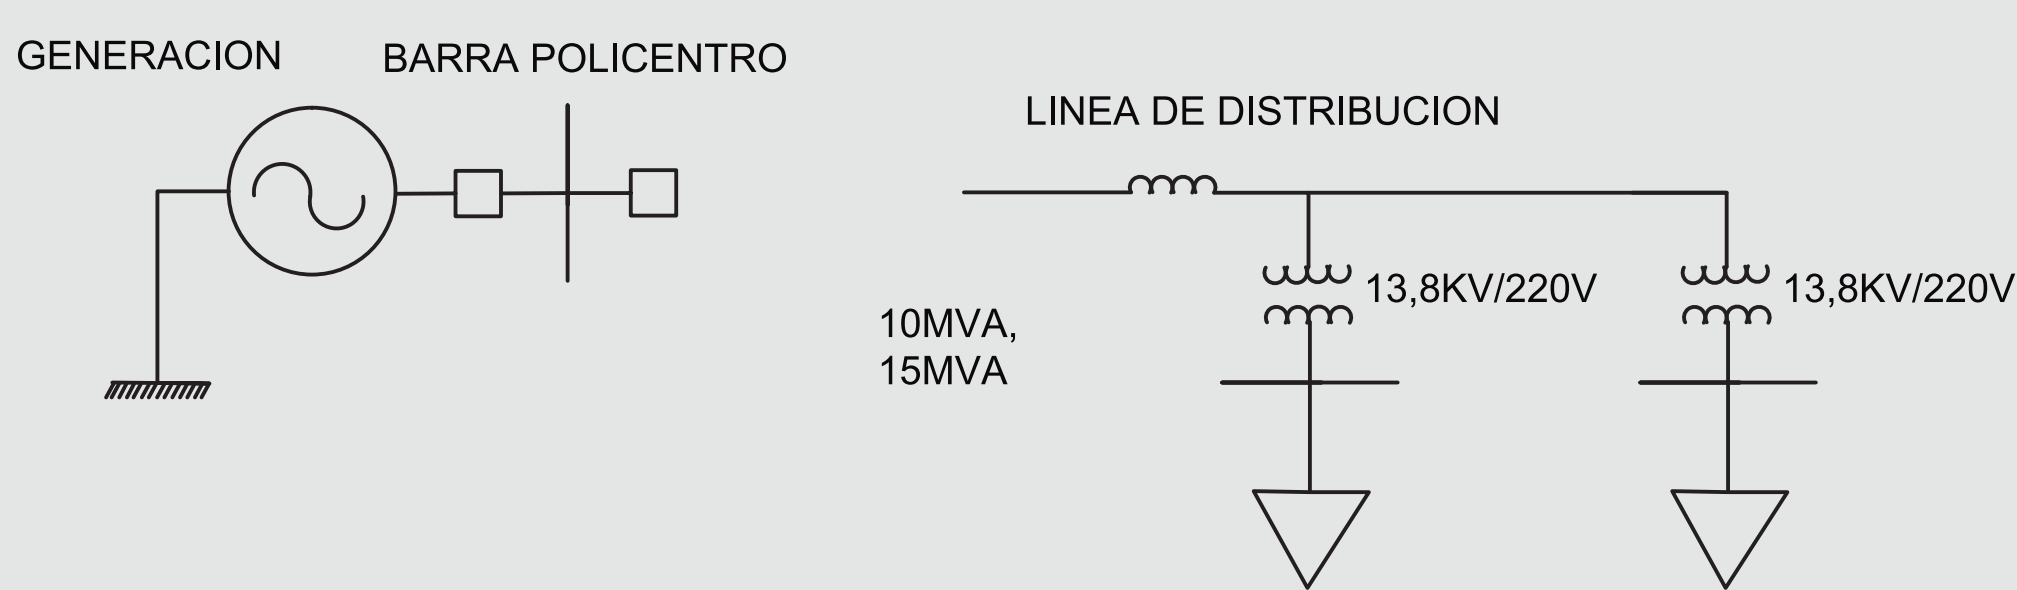 GENERACION
BARRA POLICENTRO
LINEA DE DISTRIBUCION
13,8KV/220V
13,8KV/220V
10MVA,
15MVA